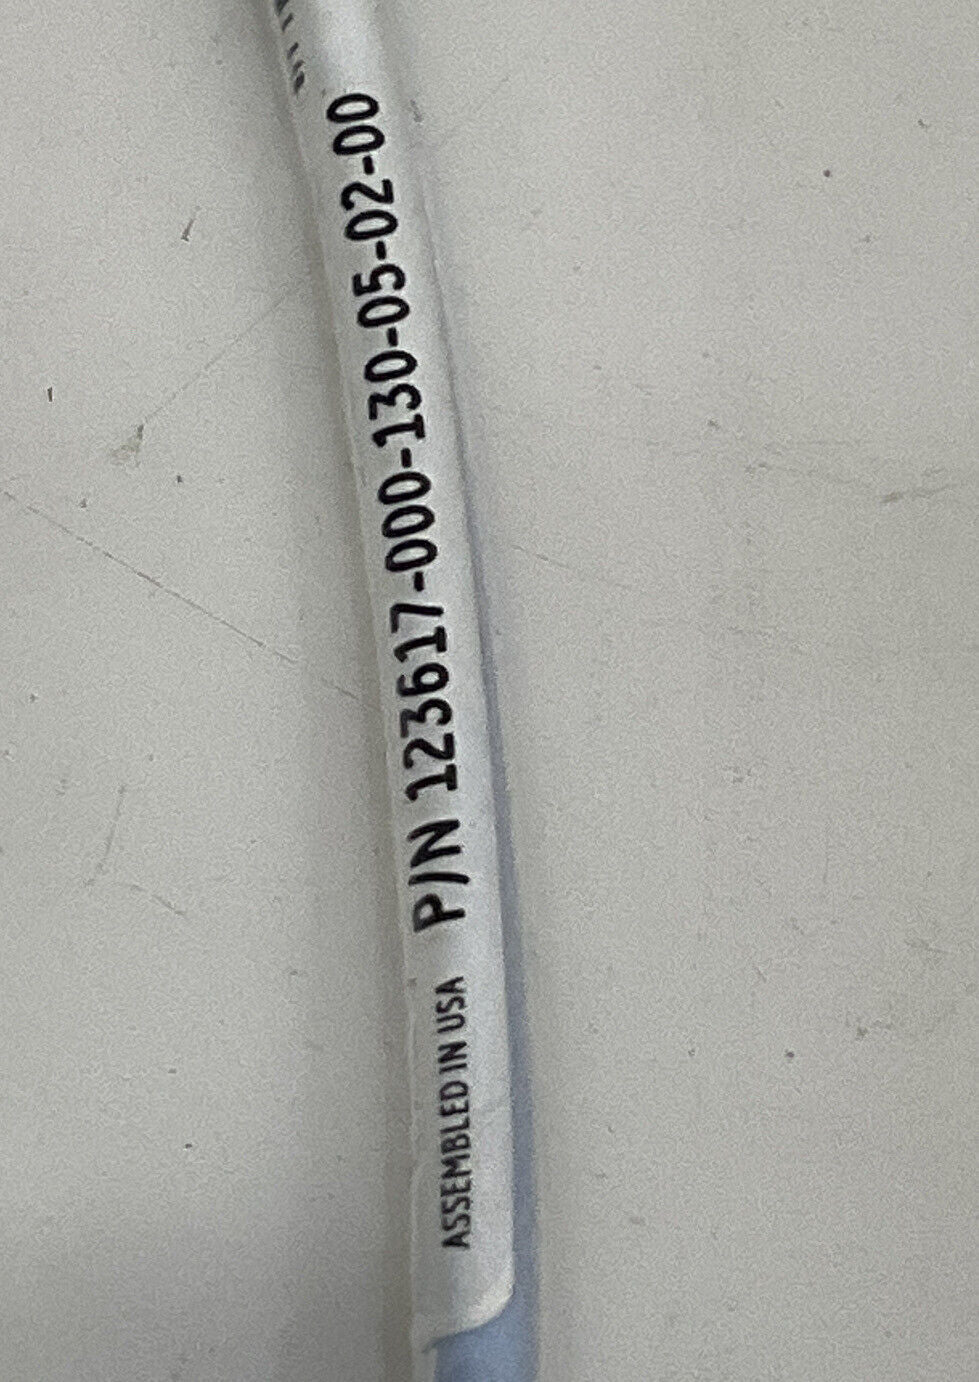 P/N 123617-000-130-05-02-00
ASSEMBLED IN USA